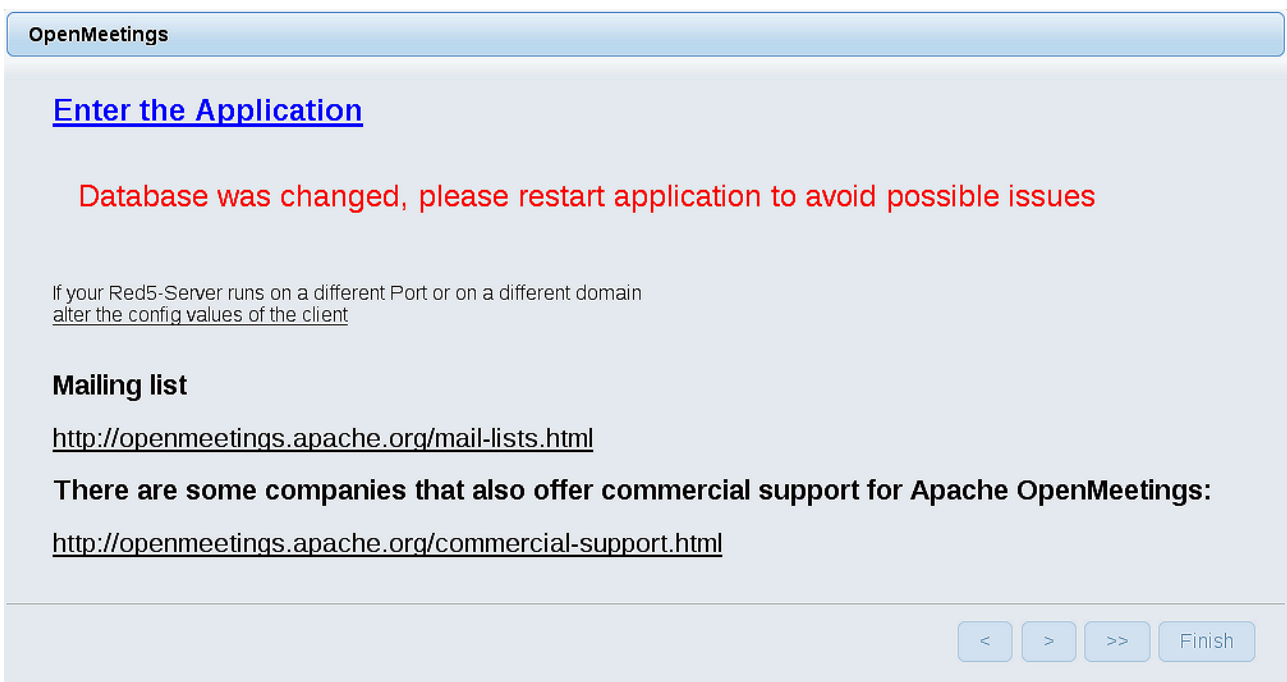 OpenMeetings
Enter the Application
Database was changed, please restart application to avoid possible issues
If your Red5-Server runs on a different Port or on a different domain
alter the config values of the client
Mailing list
http://openmeetings.apache.org/mail-lists.html
There are some companies that also offer commercial support for Apache OpenMeetings:
http://openmeetings.apache.org/commercial-support.html
< > >> Finish